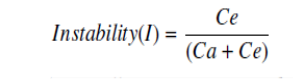 Instability(I) = Ce / (Ca + Ce)